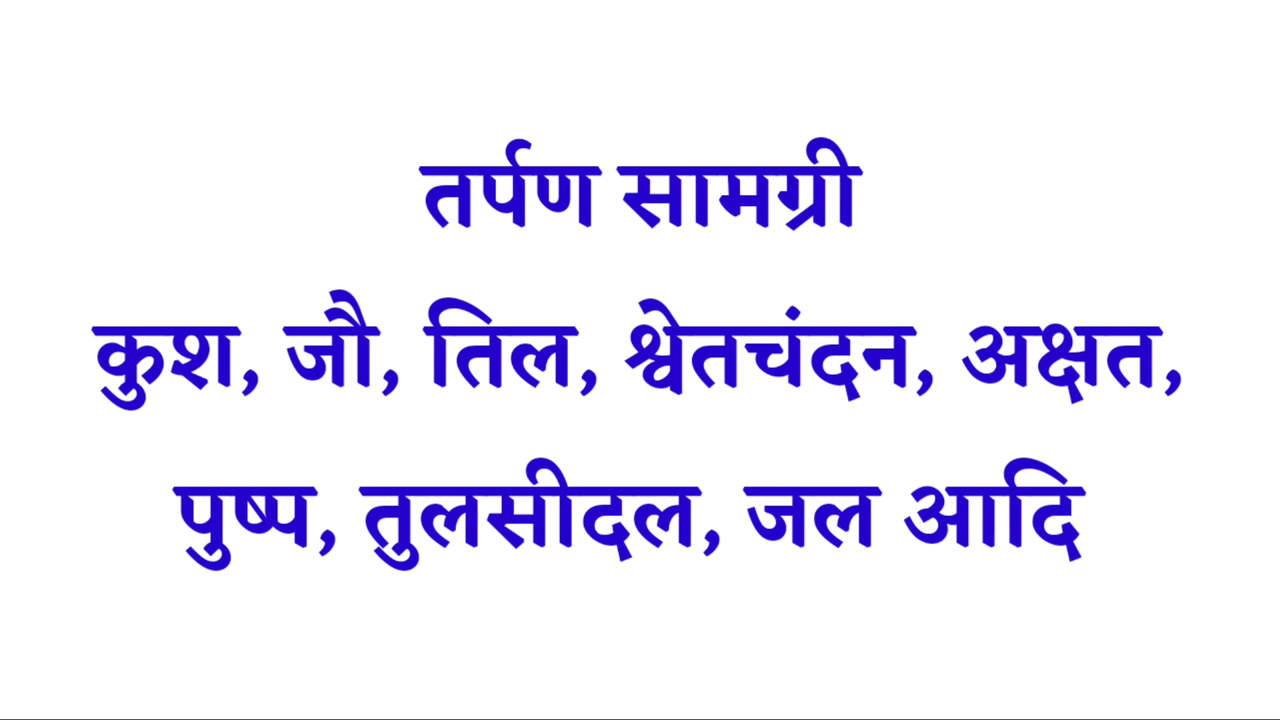 तर्पण सामग्री
कुश, जौ, तिल, श्वेतचंदन, अक्षत,
पुष्प, तुलसीदल, जल आदि